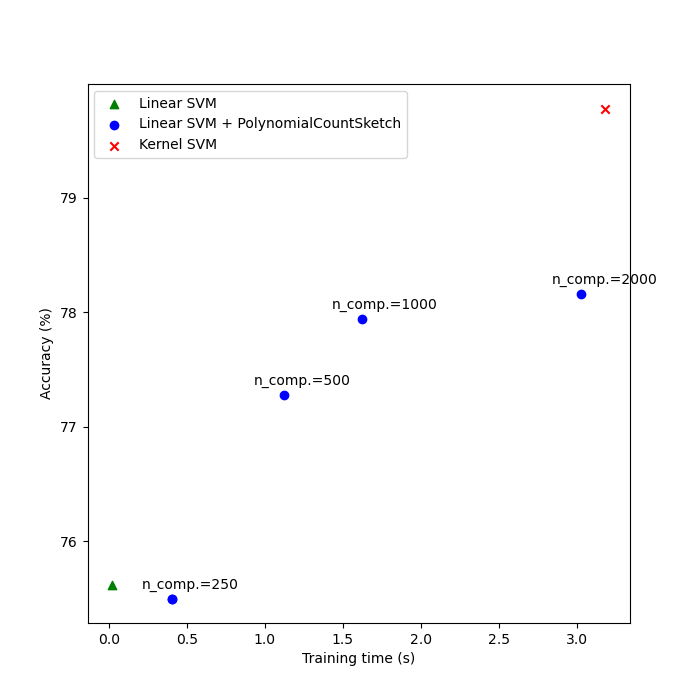 Linear SVM
Linear SVM + PolynomialCountSketch
Kernel SVM
79
n_comp.=2000
78
n_comp.=1000
Accuracy (%)
n_comp.=500
77
76
n_comp.=250
0.0 0.5 1.0 1.5 2.0 2.5 3.0
Training time (s)